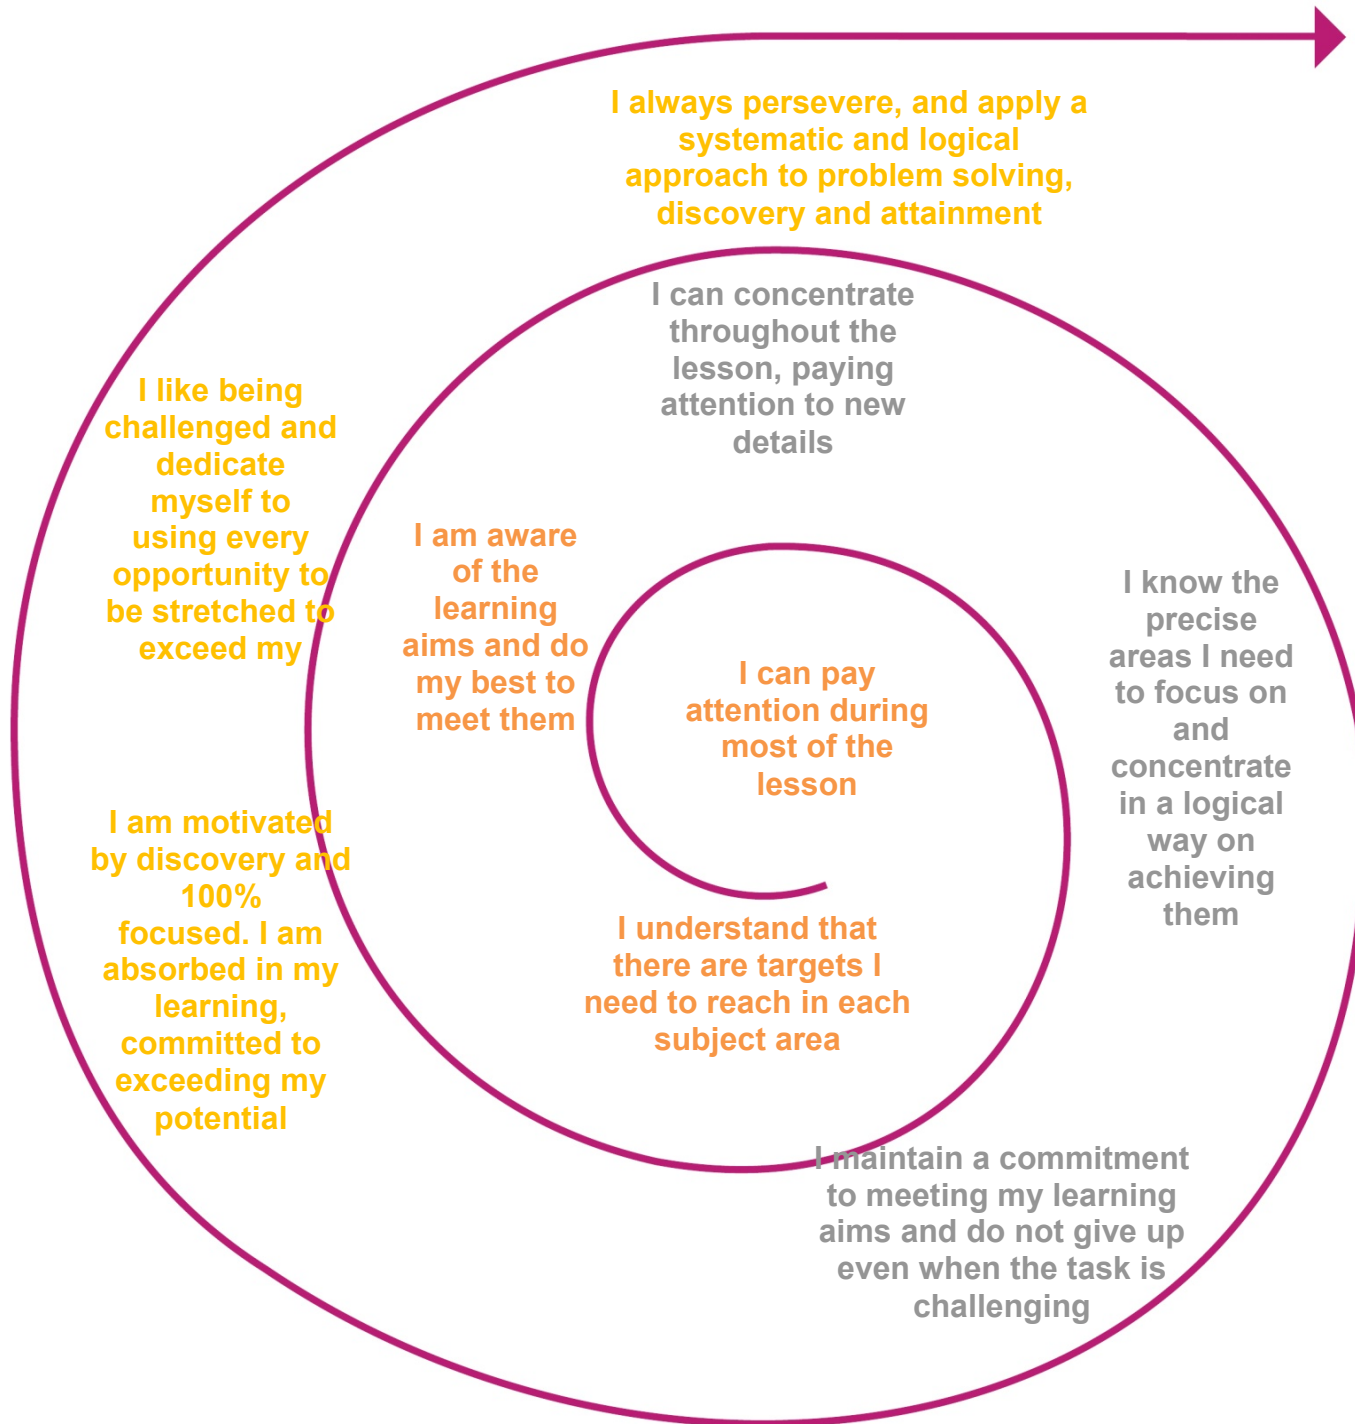 I always persevere, and apply a
systematic and logical
approach to problem solving,
discovery and attainment
I can concentrate
throughout the
lesson, paying
attention to new
details
I like being
challenged and
dedicate
myself to
using every
opportunity to
be stretched to
exceed my
I am aware
of the
learning
aims and do
my best to
meet them
I can pay
attention during
most of the
lesson
I know the
precise
areas I need
to focus on
and
concentrate
in a logical
way on
achieving
them
I am motivated
by discovery and
100%
focused. I am
absorbed in my
learning,
committed to
exceeding my
potential
I understand that
there are targets I
need to reach in each
subject area
I maintain a commitment
to meeting my learning
aims and do not give up
even when the task is
challenging